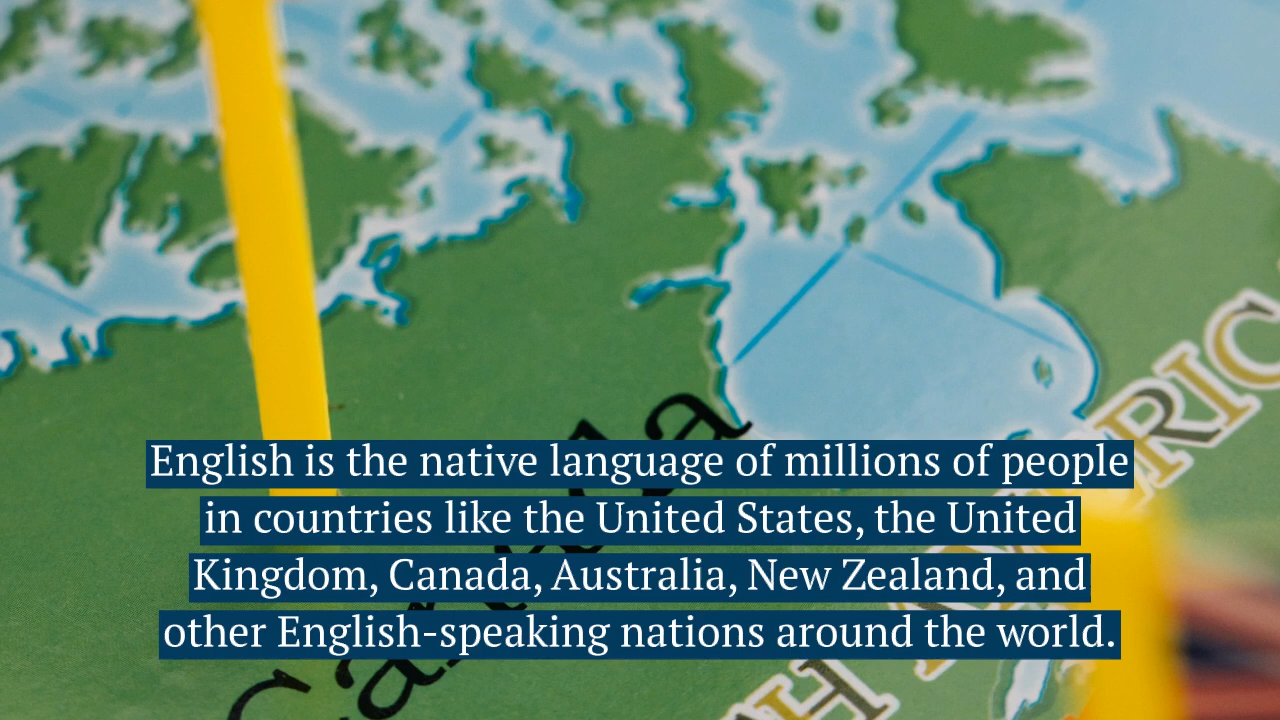 English is the native language of millions of people
in countries like the United States, the United
Kingdom, Canada, Australia, New Zealand, and
other English-speaking nations around the world.
Canada